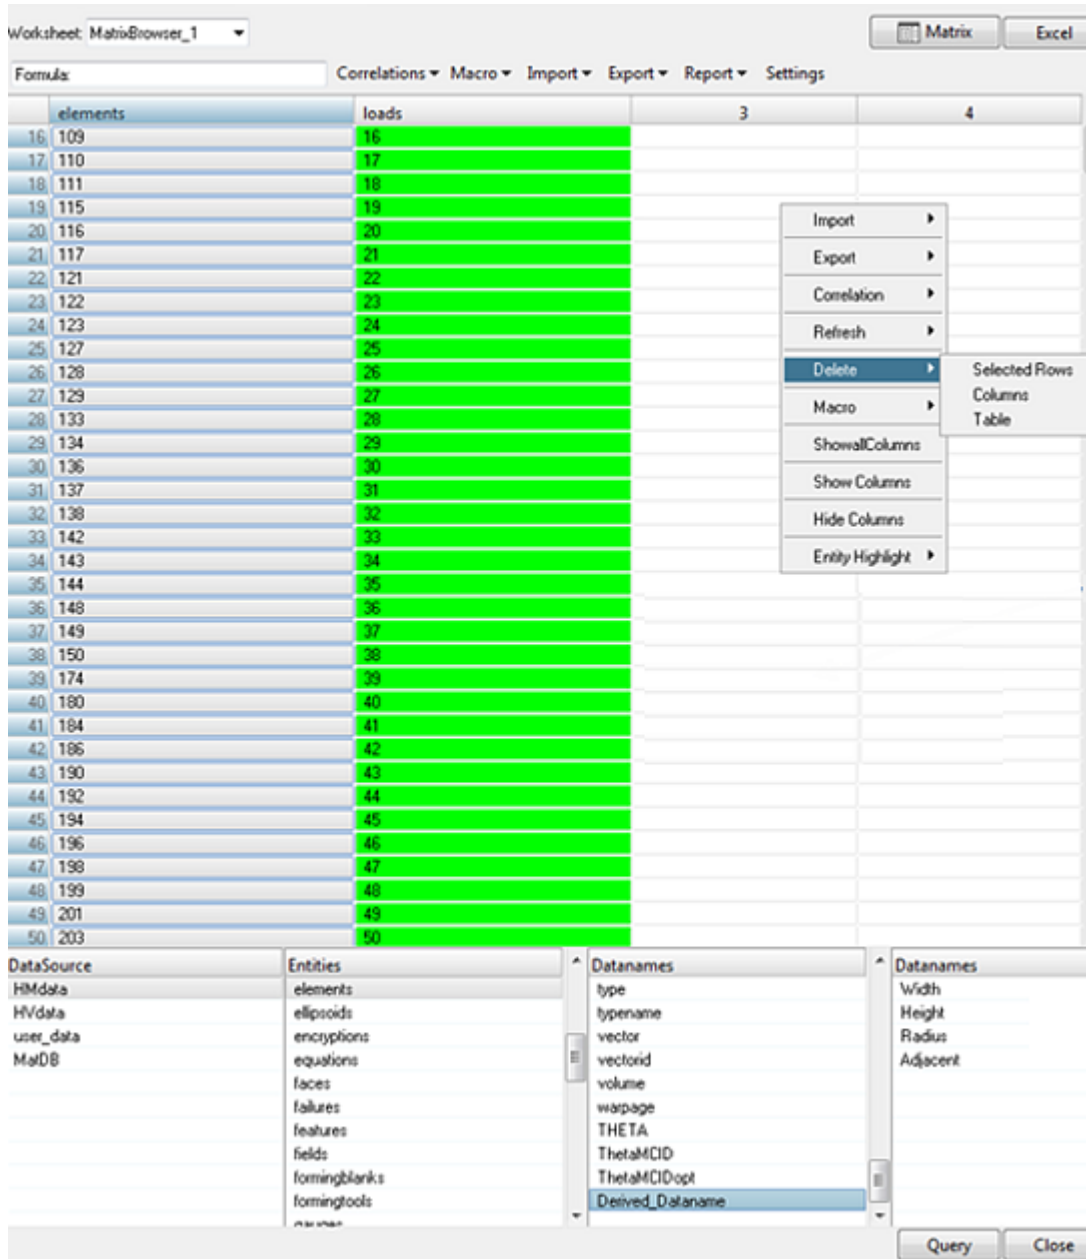 Worksheet: MatrixBrowser_1 Matrix Excel
Formula: Correlations Macro Import Export Report Settings
elements loads 3 4
16 109 16
17 110 17
18 111 18
19 115 19
20 116 20
21 117 21
22 121 22
23 122 23
24 123 24
25 127 25
26 128 26
27 129 27
28 133 28
29 134 29
30 136 30
31 137 31
32 138 32
33 142 33
34 143 34
35 144 35
36 148 36
37 149 37
38 150 38
39 174 39
40 180 40
41 184 41
42 186 42
43 190 43
44 192 44
45 194 45
46 196 46
47 198 47
48 199 48
49 201 49
50 203 50
Import
Export
Correlation
Refresh
Delete
Macro
ShowallColumns
Show Columns
Hide Columns
Entity Highlight
Selected Rows
Columns
Table
DataSource
HMdata
HVdata
user_data
MatDB
Entities
elements
ellipsoids
encryptions
equations
faces
failures
features
fields
formingblanks
formingtools
Datanames
type
typename
vector
vectorid
volume
warpage
THETA
ThetaMCID
ThetaMCIDopt
Derived_Dataname
Datanames
Width
Height
Radius
Adjacent
Query Close